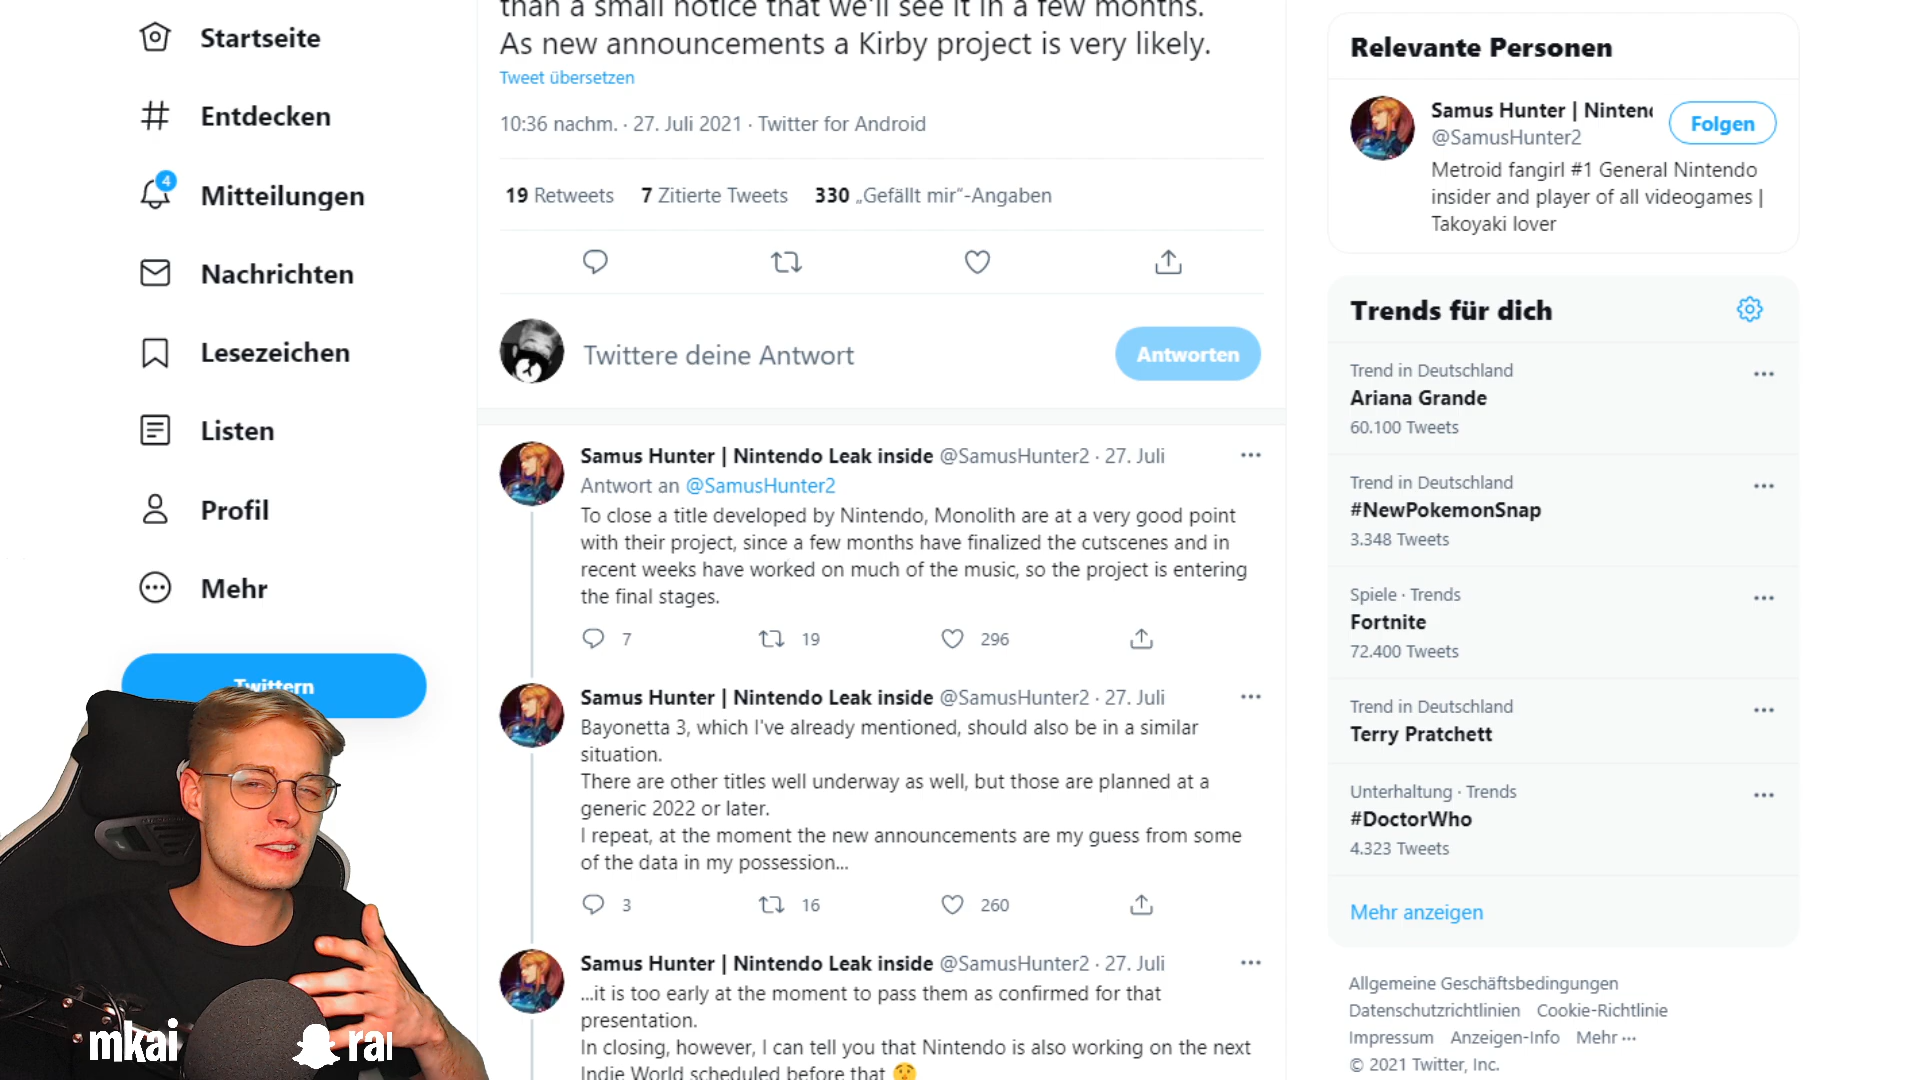 Startseite
Entdecken
4
Mitteilungen
Nachrichten
Lesezeichen
Listen
Profil
Mehr
Twittern
than a small notice that we'll see it in a few months.
As new announcements a Kirby project is very likely.
Tweet übersetzen
10:36 nachm. · 27. Juli 2021 · Twitter for Android
19 Retweets 7 Zitierte Tweets 330 „Gefällt mir“-Angaben
Twittere deine Antwort
Antworten
Samus Hunter | Nintendo Leak inside @SamusHunter2 · 27. Juli
Antwort an @SamusHunter2
To close a title developed by Nintendo, Monolith are at a very good point
with their project, since a few months have finalized the cutscenes and in
recent weeks have worked on much of the music, so the project is entering
the final stages.
7 19 296
Samus Hunter | Nintendo Leak inside @SamusHunter2 · 27. Juli
Bayonetta 3, which I've already mentioned, should also be in a similar
situation.
There are other titles well underway as well, but those are planned at a
generic 2022 or later.
I repeat, at the moment the new announcements are my guess from some
of the data in my possession...
3 16 260
Samus Hunter | Nintendo Leak inside @SamusHunter2 · 27. Juli
...it is too early at the moment to pass them as confirmed for that
presentation.
In closing, however, I can tell you that Nintendo is also working on the next
Indie World scheduled before that
Relevante Personen
Samus Hunter | Ninten
@SamusHunter2
Folgen
Metroid fangirl #1 General Nintendo
insider and player of all videogames |
Takoyaki lover
Trends für dich
Trend in Deutschland
Ariana Grande
60.100 Tweets
Trend in Deutschland
#NewPokemonSnap
3.348 Tweets
Spiele · Trends
Fortnite
72.400 Tweets
Trend in Deutschland
Terry Pratchett
Unterhaltung · Trends
#DoctorWho
4.323 Tweets
Mehr anzeigen
Allgemeine Geschäftsbedingungen
Datenschutzrichtlinien Cookie-Richtlinie
Impressum Anzeigen-Info Mehr ···
© 2021 Twitter, Inc.
mkai
rai